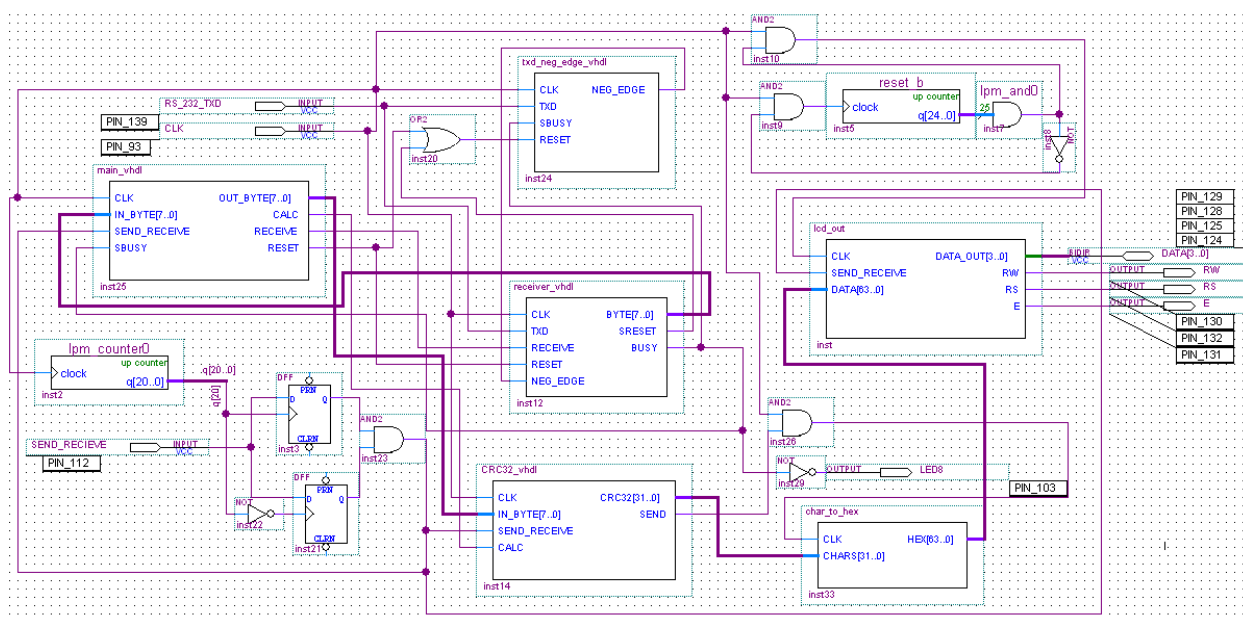 AND2
inst10
txd_neg_edge_vhdl
CLK
TXD
SBUSY
RESET
NEG_EDGE
inst24
AND2
inst9
reset_b
up counter
clock
q[24..0]
inst5
lpm_and0
25
inst7
NOT
inst8
RS_232_TXD
INPUT
VCC
PIN_139
CLK
INPUT
VCC
PIN_93
OR2
inst20
main_vhdl
CLK
IN_BYTE[7..0]
SEND_RECEIVE
SBUSY
OUT_BYTE[7..0]
CALC
RECEIVE
RESET
inst25
PIN_129
PIN_128
PIN_125
PIN_124
lcd_out
CLK
SEND_RECEIVE
DATA[63..0]
DATA_OUT[3..0]
RW
RS
E
inst
BIDIR
VCC
DATA[3..0]
OUTPUT
RW
OUTPUT
RS
OUTPUT
E
PIN_130
PIN_132
PIN_131
receiver_vhdl
CLK
TXD
RECEIVE
RESET
NEG_EDGE
BYTE[7..0]
SRESET
BUSY
inst12
lpm_counter0
up counter
clock
q[20..0]
inst2
q[20..0]
q[20]
DFF
PRN
D
Q
CLRN
inst3
AND2
inst23
SEND_RECIEVE
INPUT
VCC
PIN_112
NOT
inst22
DFF
PRN
D
Q
CLRN
inst21
CRC32_vhdl
CLK
IN_BYTE[7..0]
SEND_RECEIVE
CALC
CRC32[31..0]
SEND
inst14
AND2
inst26
NOT
inst29
OUTPUT
LED8
PIN_103
char_to_hex
CLK
CHARS[31..0]
HEX[63..0]
inst33